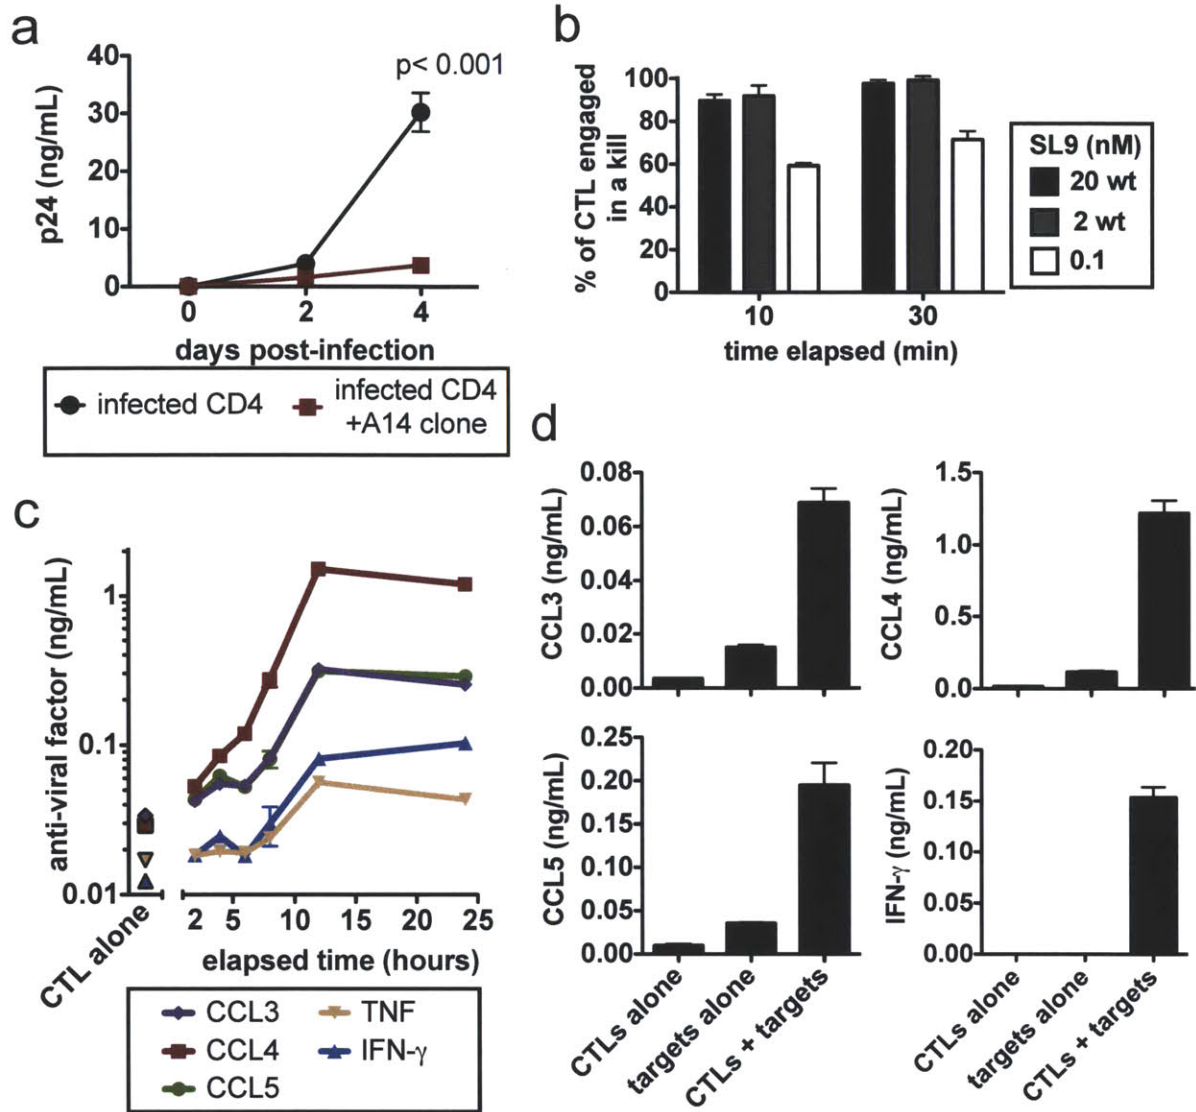 a
p24 (ng/mL)
40
30
20
10
0
p< 0.001
0 2 4
days post-infection
infected CD4
infected CD4
+A14 clone
b
% of CTL engaged
in a kill
100
80
60
40
20
0
10 30
time elapsed (min)
SL9 (nM)
20 wt
2 wt
0.1
c
anti-viral factor (ng/mL)
1
0.1
0.01
CTL alone
2 5 10 15 20 25
elapsed time (hours)
CCL3
CCL4
CCL5
TNF
IFN-γ
d
CCL3 (ng/mL)
0.08
0.06
0.04
0.02
0.00
CCL4 (ng/mL)
1.5
1.0
0.5
0.0
CCL5 (ng/mL)
0.25
0.20
0.15
0.10
0.05
0.00
CTLs alone
targets alone
CTLs + targets
IFN-γ (ng/mL)
0.20
0.15
0.10
0.05
0.00
CTLs alone
targets alone
CTLs + targets